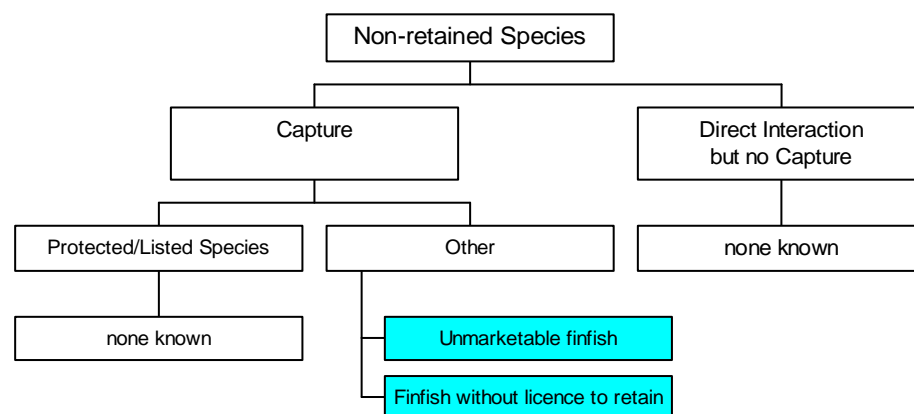 Non-retained Species
Capture
Direct Interaction
but no Capture
Protected/Listed Species
Other
none known
none known
Unmarketable finfish
Finfish without licence to retain